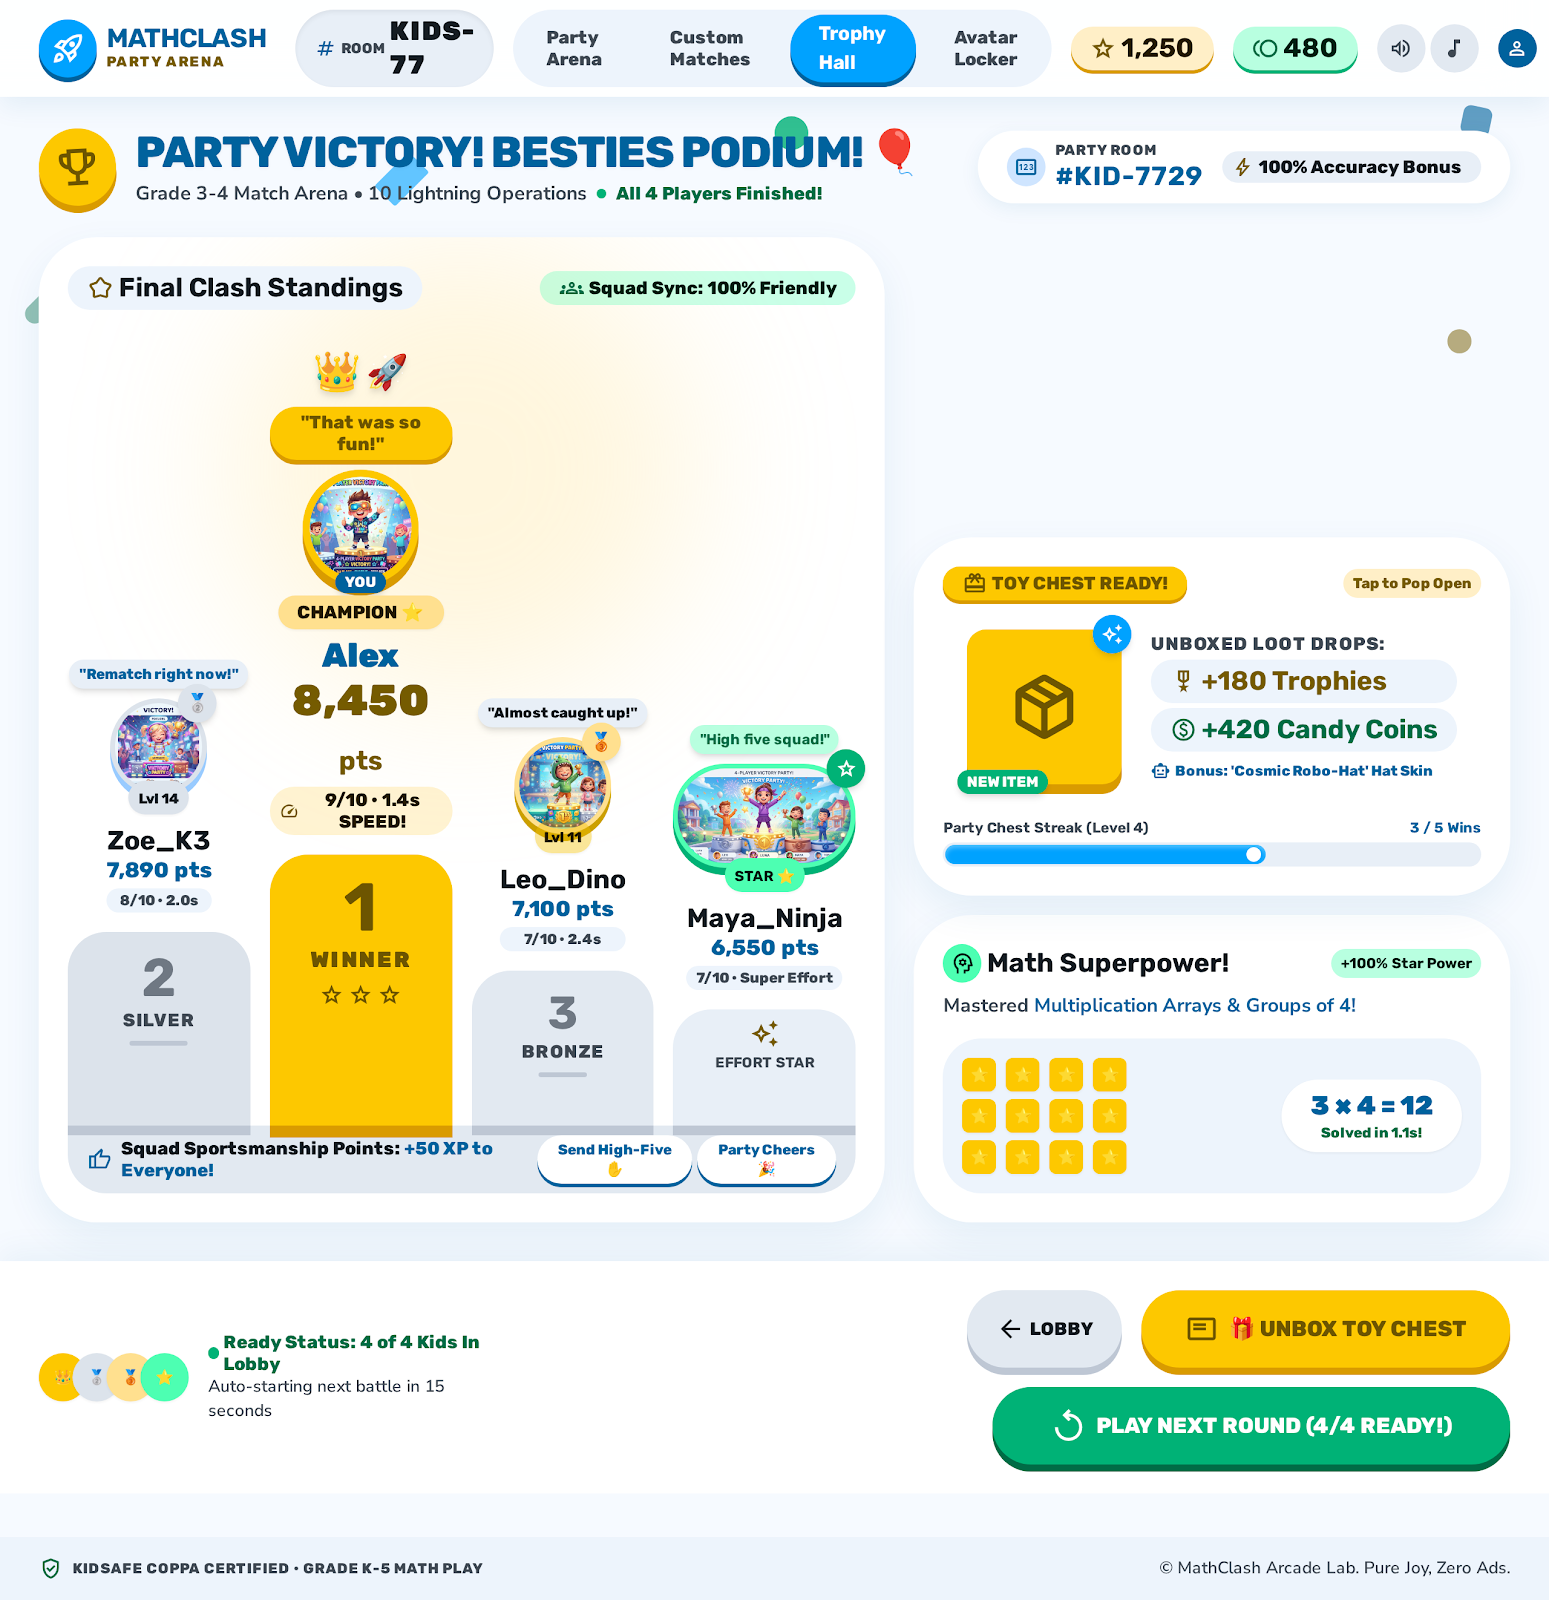 MATHCLASH
PARTY ARENA
ROOM
KIDS-
77
Party
Arena
Custom
Matches
Trophy
Hall
Avatar
Locker
1,250
480
PARTY VICTORY! BESTIES PODIUM! 🎈
Grade 3-4 Match Arena • 10 Lightning Operations
All 4 Players Finished!
PARTY ROOM
#KID-7729
100% Accuracy Bonus
Final Clash Standings
Squad Sync: 100% Friendly
"That was so
fun!"
YOU
CHAMPION ⭐
Alex
8,450
pts
9/10 • 1.4s
SPEED!
1
WINNER
"Rematch right now!"
VICTORY!
Lvl 14
Zoe_K3
7,890 pts
8/10 • 2.0s
2
SILVER
"Almost caught up!"
Lvl 11
Leo_Dino
7,100 pts
7/10 • 2.4s
3
BRONZE
"High five squad!"
4-PLAYER VICTORY PARTY!
STAR ⭐
Maya_Ninja
6,550 pts
7/10 • Super Effort
EFFORT STAR
Squad Sportsmanship Points: +50 XP to
Everyone!
Send High-Five
✋
Party Cheers
🎉
TOY CHEST READY!
Tap to Pop Open
NEW ITEM
UNBOXED LOOT DROPS:
+180 Trophies
+420 Candy Coins
Bonus: 'Cosmic Robo-Hat' Hat Skin
Party Chest Streak (Level 4)
3 / 5 Wins
Math Superpower!
+100% Star Power
Mastered Multiplication Arrays & Groups of 4!
3 × 4 = 12
Solved in 1.1s!
Ready Status: 4 of 4 Kids In
Lobby
Auto-starting next battle in 15
seconds
LOBBY
🎁 UNBOX TOY CHEST
PLAY NEXT ROUND (4/4 READY!)
KIDSAFE COPPA CERTIFIED • GRADE K-5 MATH PLAY
© MathClash Arcade Lab. Pure Joy, Zero Ads.